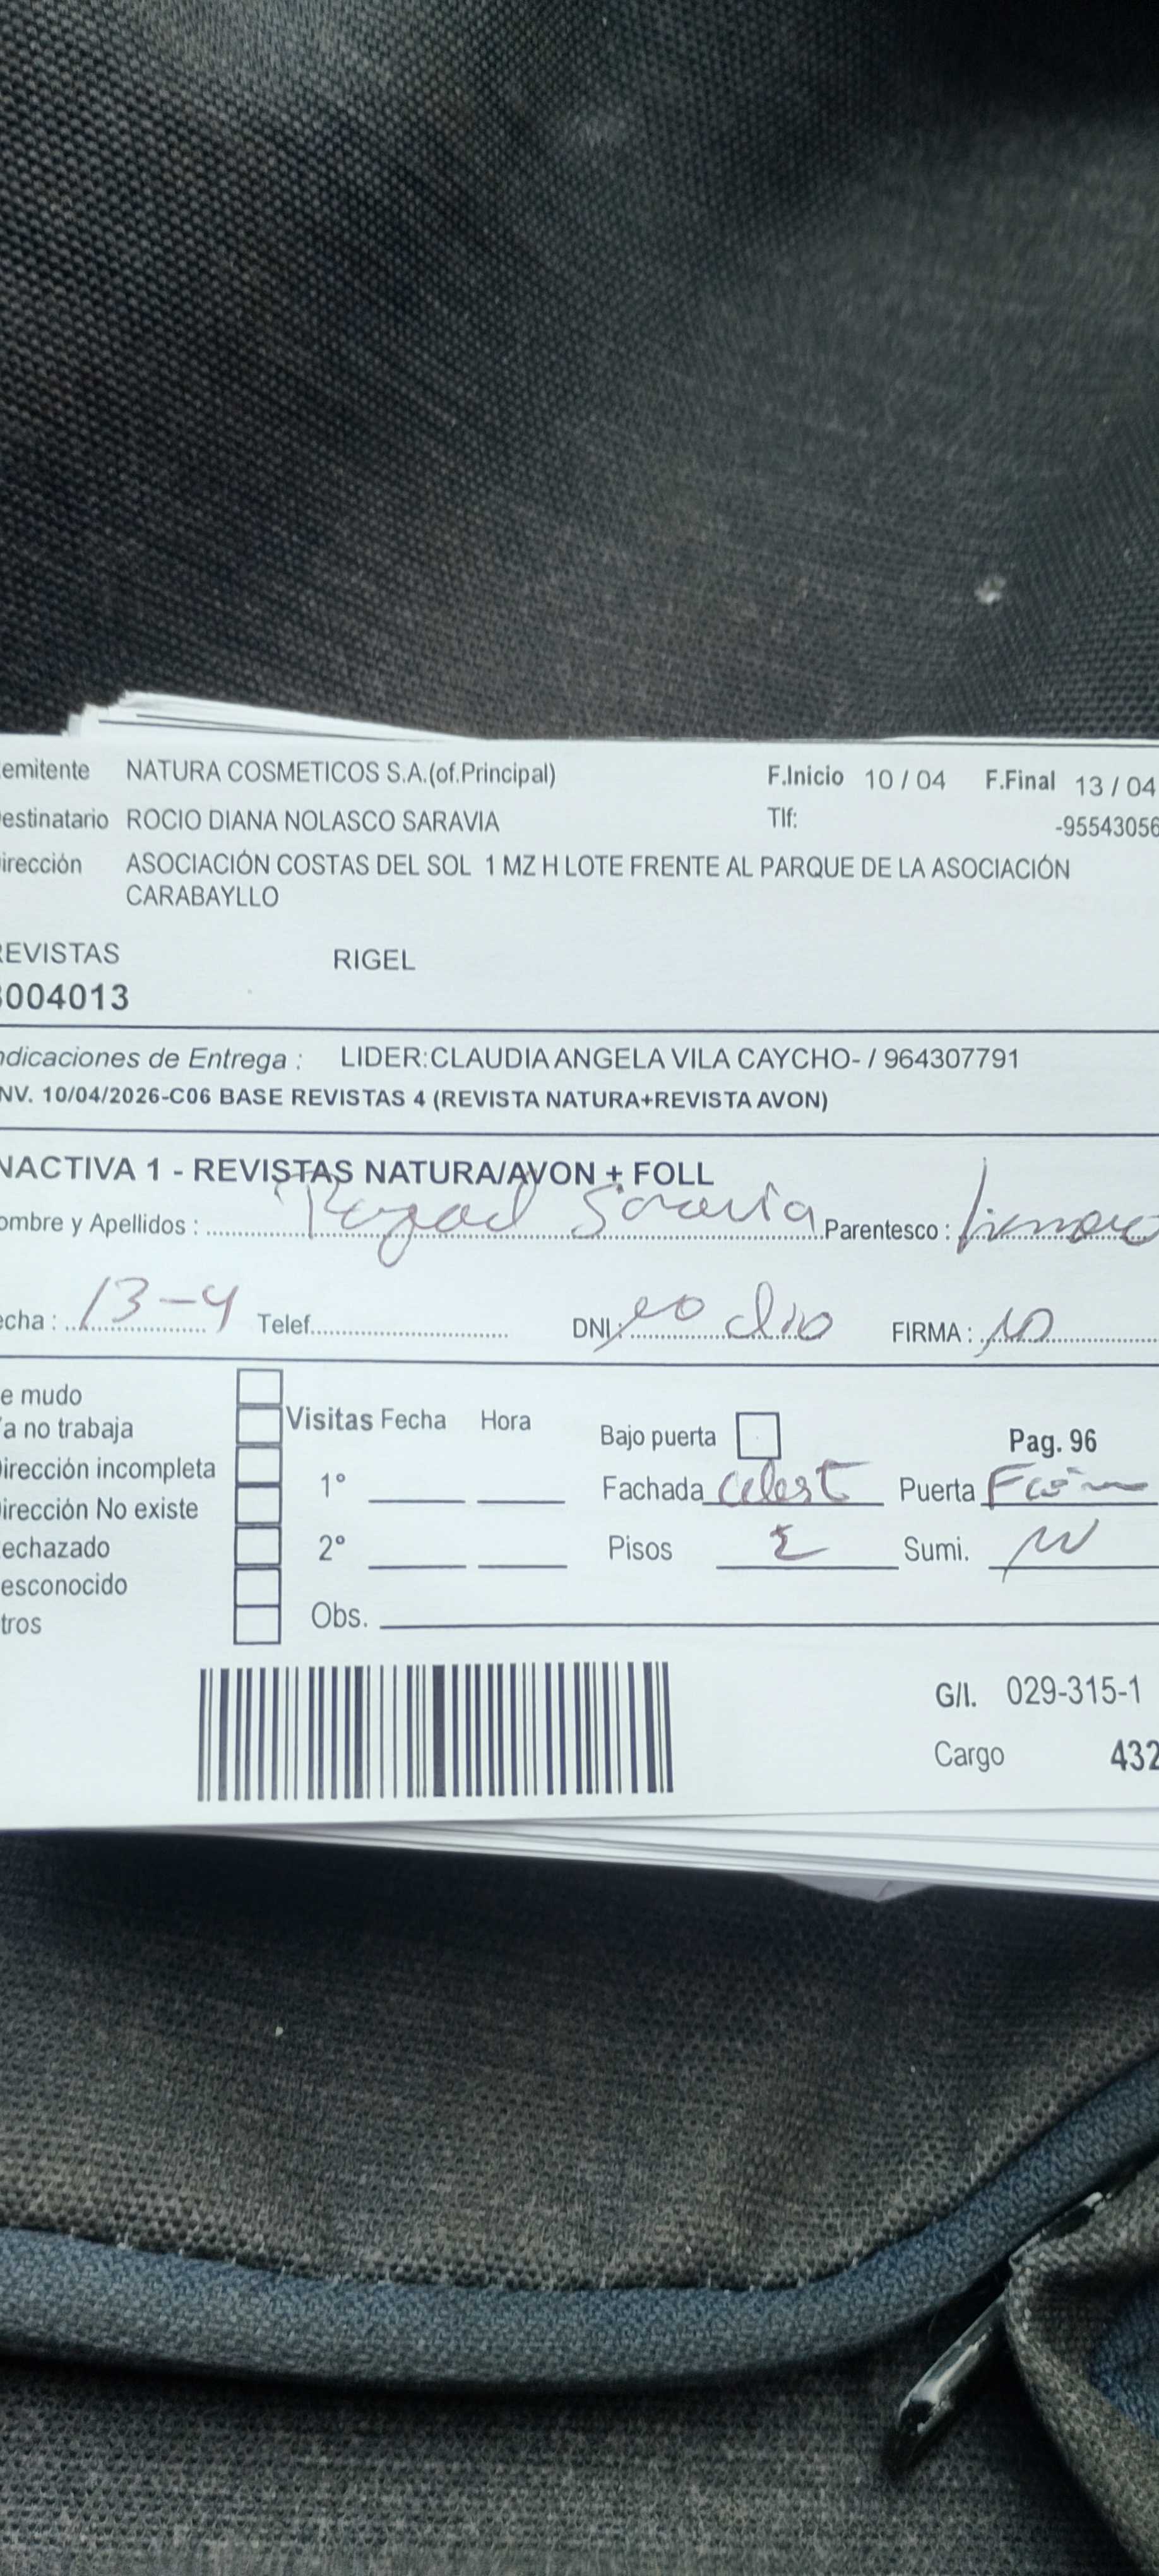 emitente NATURA COSMETICOS S.A.(of.Principal) F.Inicio 10 / 04 F.Final 13 / 04
estinatario ROCIO DIANA NOLASCO SARAVIA Tlf: -95543056
irección ASOCIACIÓN COSTAS DEL SOL 1 MZ H LOTE FRENTE AL PARQUE DE LA ASOCIACIÓN
CARABAYLLO
REVISTAS RIGEL
004013
ndicaciones de Entrega : LIDER:CLAUDIA ANGELA VILA CAYCHO- / 964307791
NV. 10/04/2026-C06 BASE REVISTAS 4 (REVISTA NATURA+REVISTA AVON)
NACTIVA 1 - REVISTAS NATURA/AVON + FOLL
ombre y Apellidos : Saravia Parentesco :
echa : 13-4 Telef. DNI FIRMA :
e mudo
a no trabaja Visitas Fecha Hora Bajo puerta Pag. 96
irección incompleta 1° Fachada celest Puerta
irección No existe
echazado 2° Pisos 2 Sumi.
esconocido
tros Obs.
G/I. 029-315-1
Cargo 432